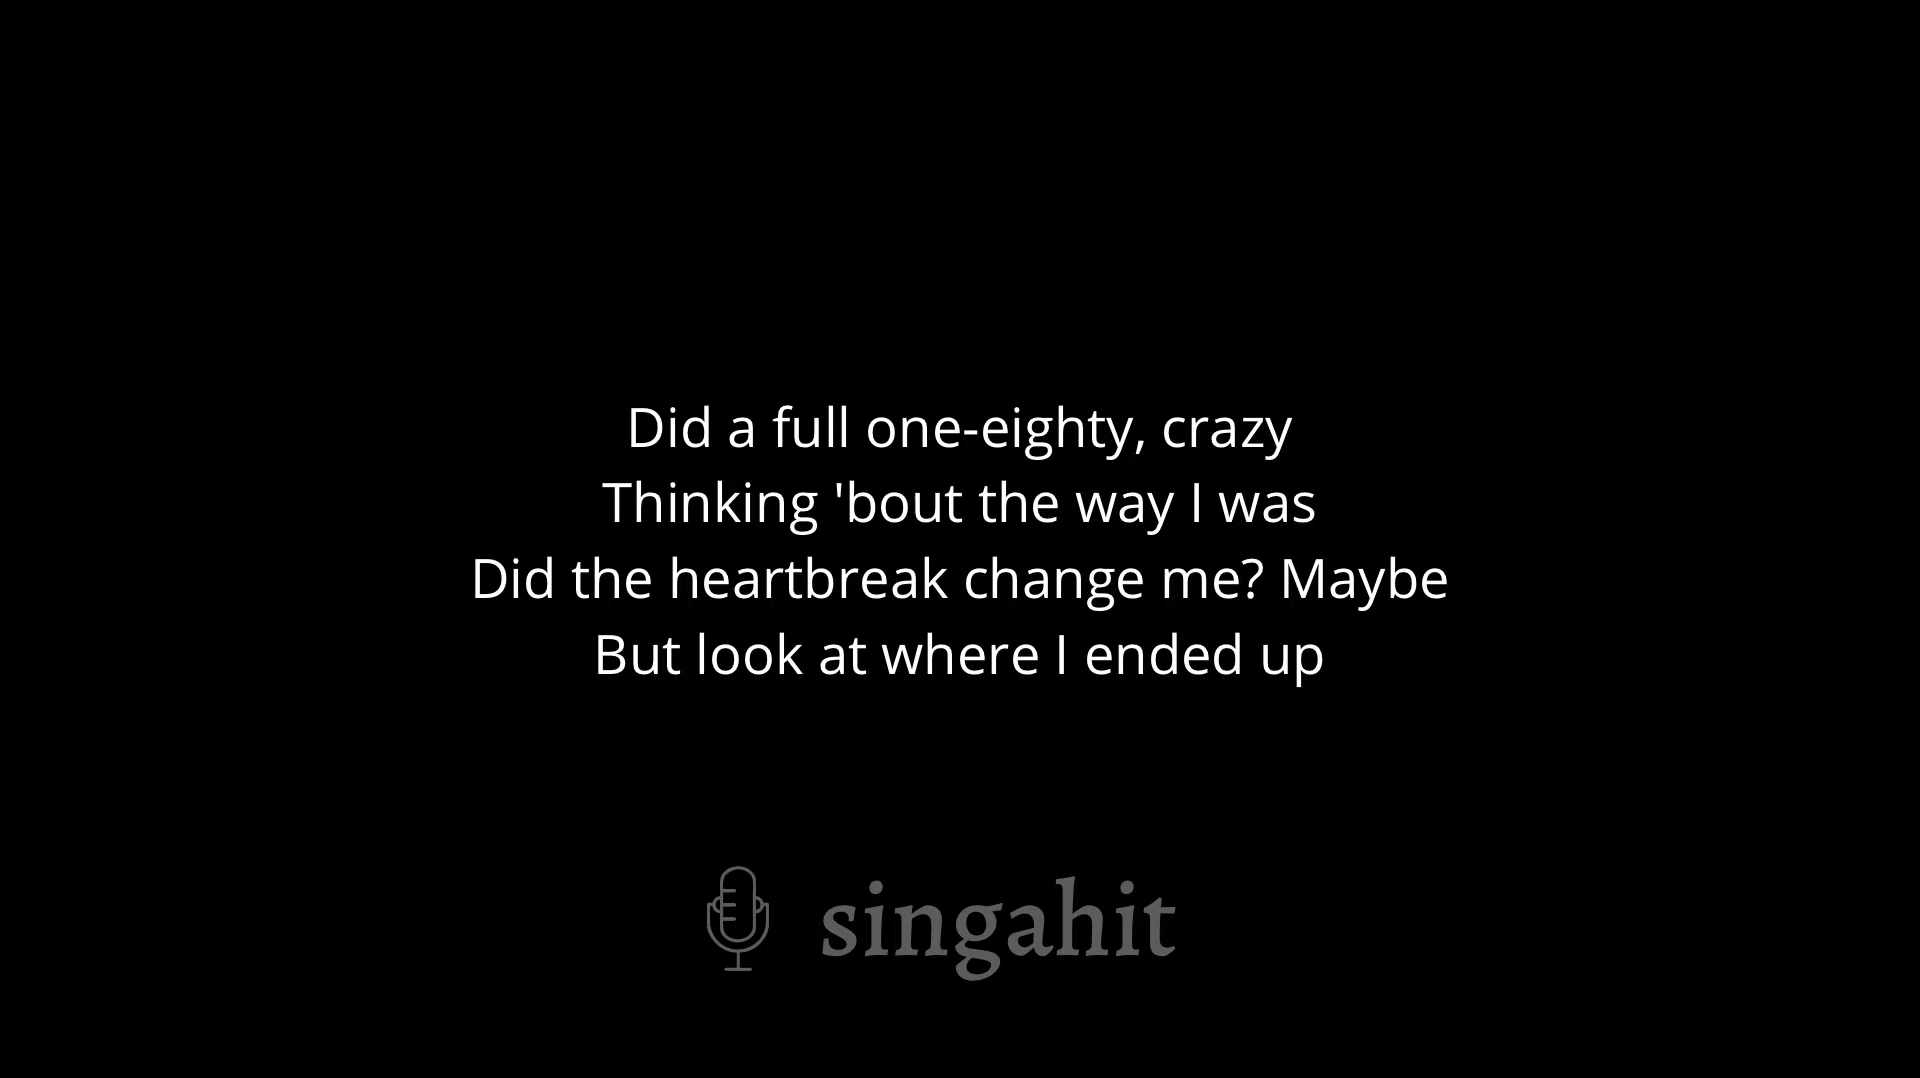 Did a full one-eighty, crazy
Thinking 'bout the way I was
Did the heartbreak change me? Maybe
But look at where I ended up
singahit